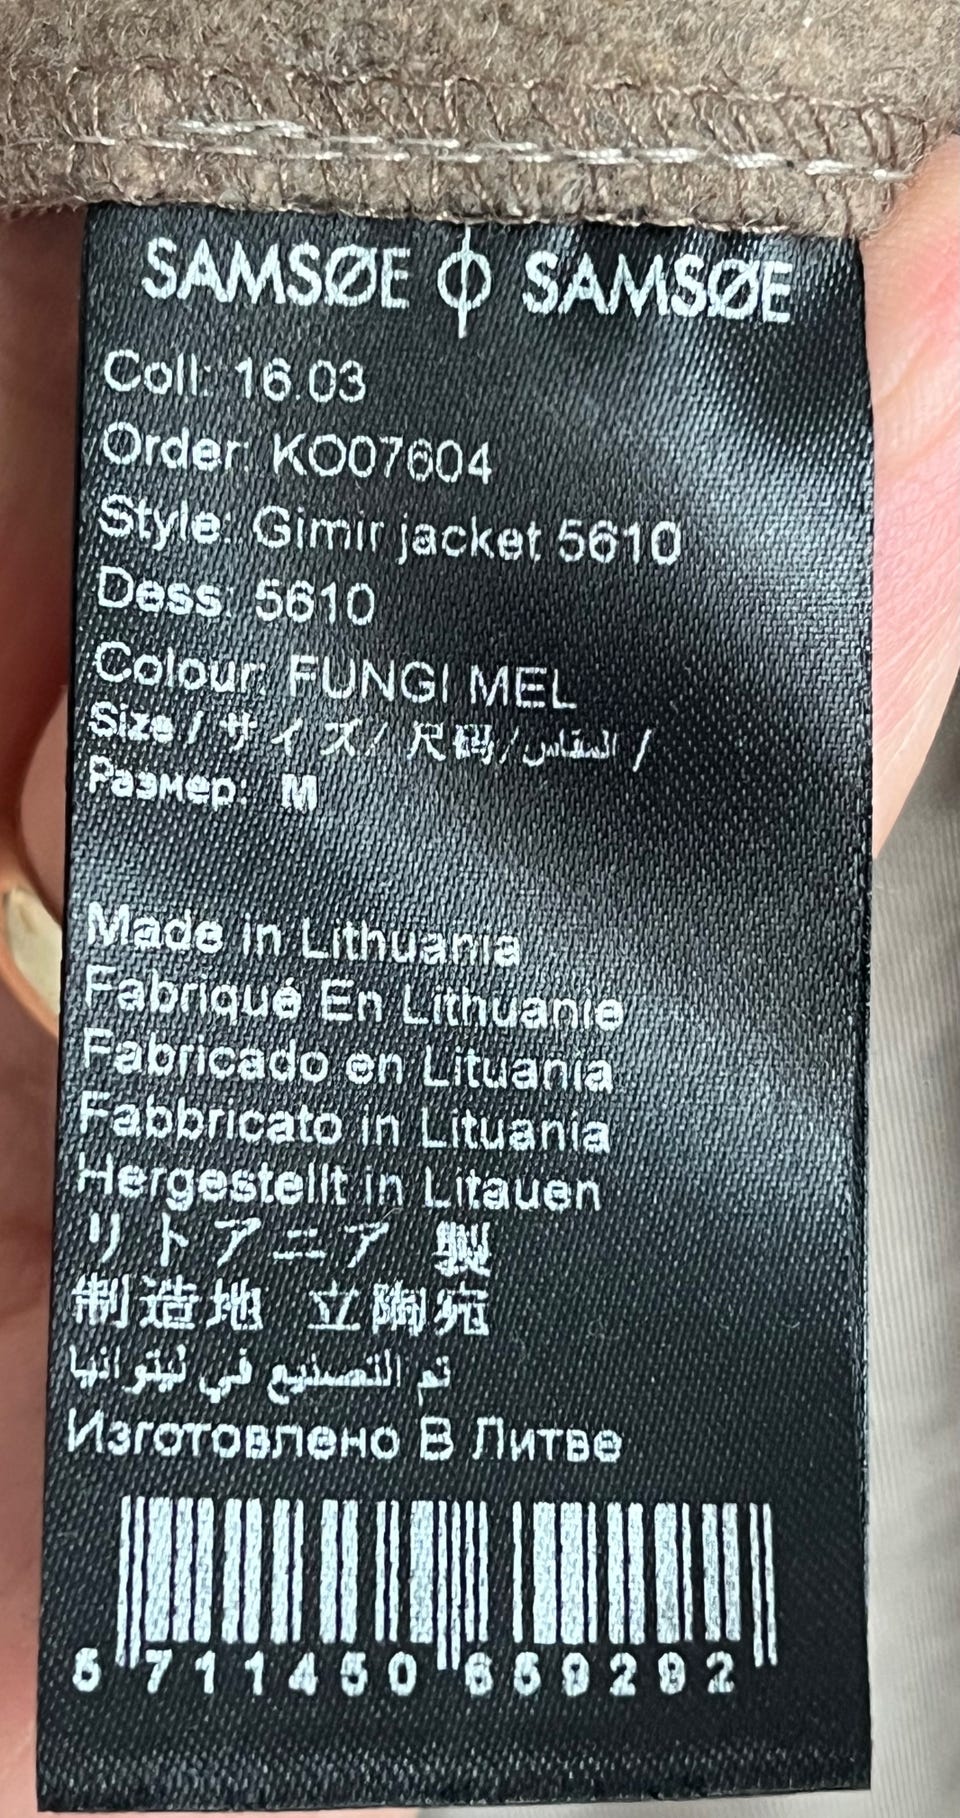 SAMSØE Φ SAMSØE
Coll: 16.03
Order: KO07604
Style: Gimir jacket 5610
Dess: 5610
Colour: FUNGI MEL
Size / サイズ/ 尺码/المقاس /
Размер: M
Made in Lithuania
Fabriqué En Lithuanie
Fabricado en Lituania
Fabbricato in Lituania
Hergestellt in Litauen
リトアニア 製
制造地 立陶宛
تم التصنيع في ليتوانيا
Изготовлено В Литве
5 711450 659292